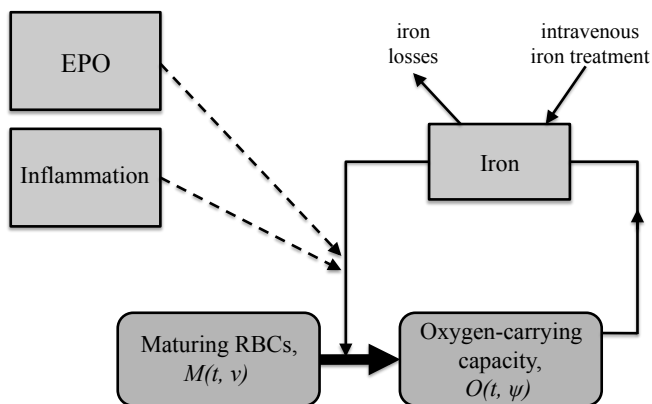 EPO
Inflammation
iron
losses
intravenous
iron treatment
Iron
Maturing RBCs,
M(t, ν)
Oxygen-carrying
capacity,
O(t, ψ)